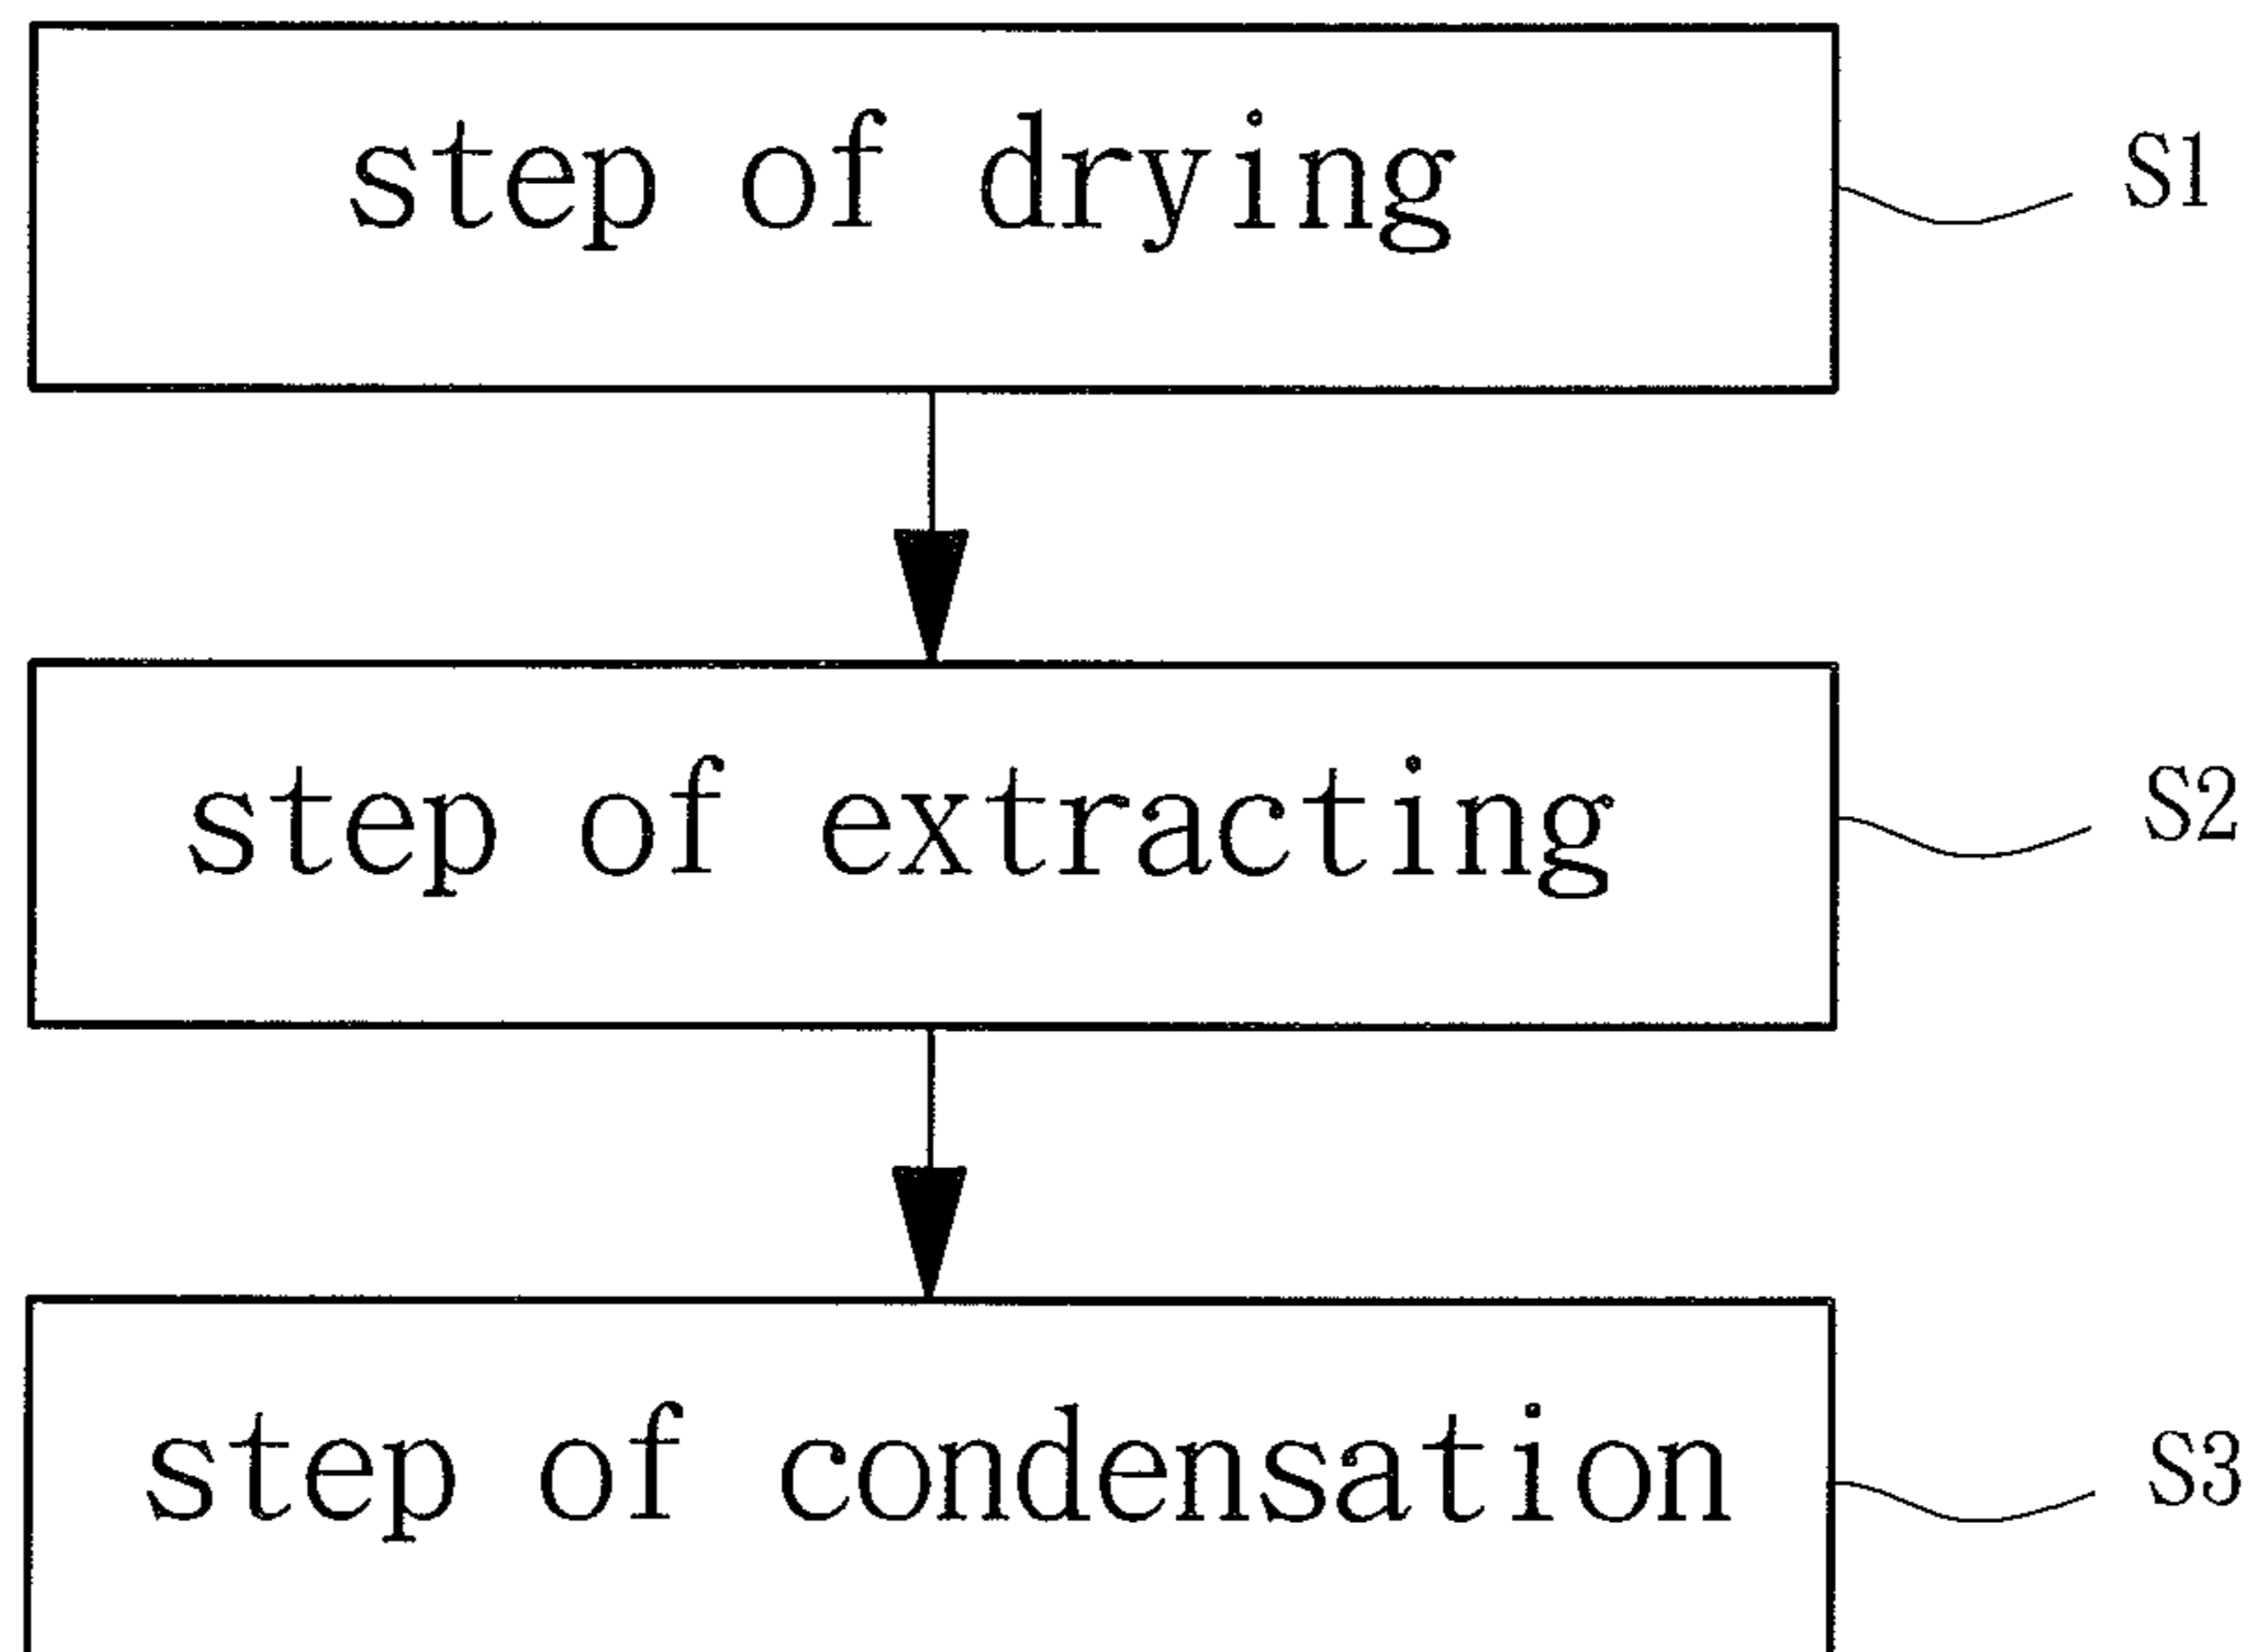 step of drying S1
step of extracting S2
step of condensation S3